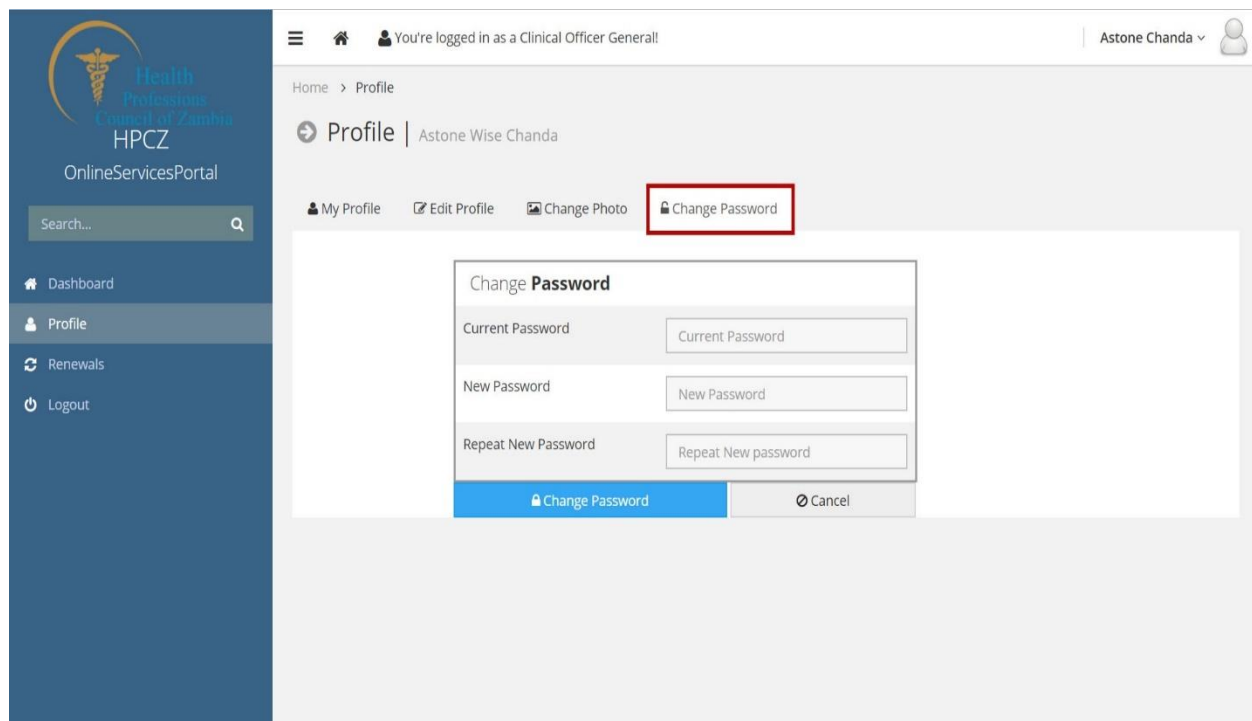 Health
Professions
Council of Zambia
HPCZ
OnlineServicesPortal
Search...
Dashboard
Profile
Renewals
Logout
You're logged in as a Clinical Officer General!
Astone Chanda
Home > Profile
Profile | Astone Wise Chanda
My Profile
Edit Profile
Change Photo
Change Password
Change Password
Current Password
Current Password
New Password
New Password
Repeat New Password
Repeat New password
Change Password
Cancel